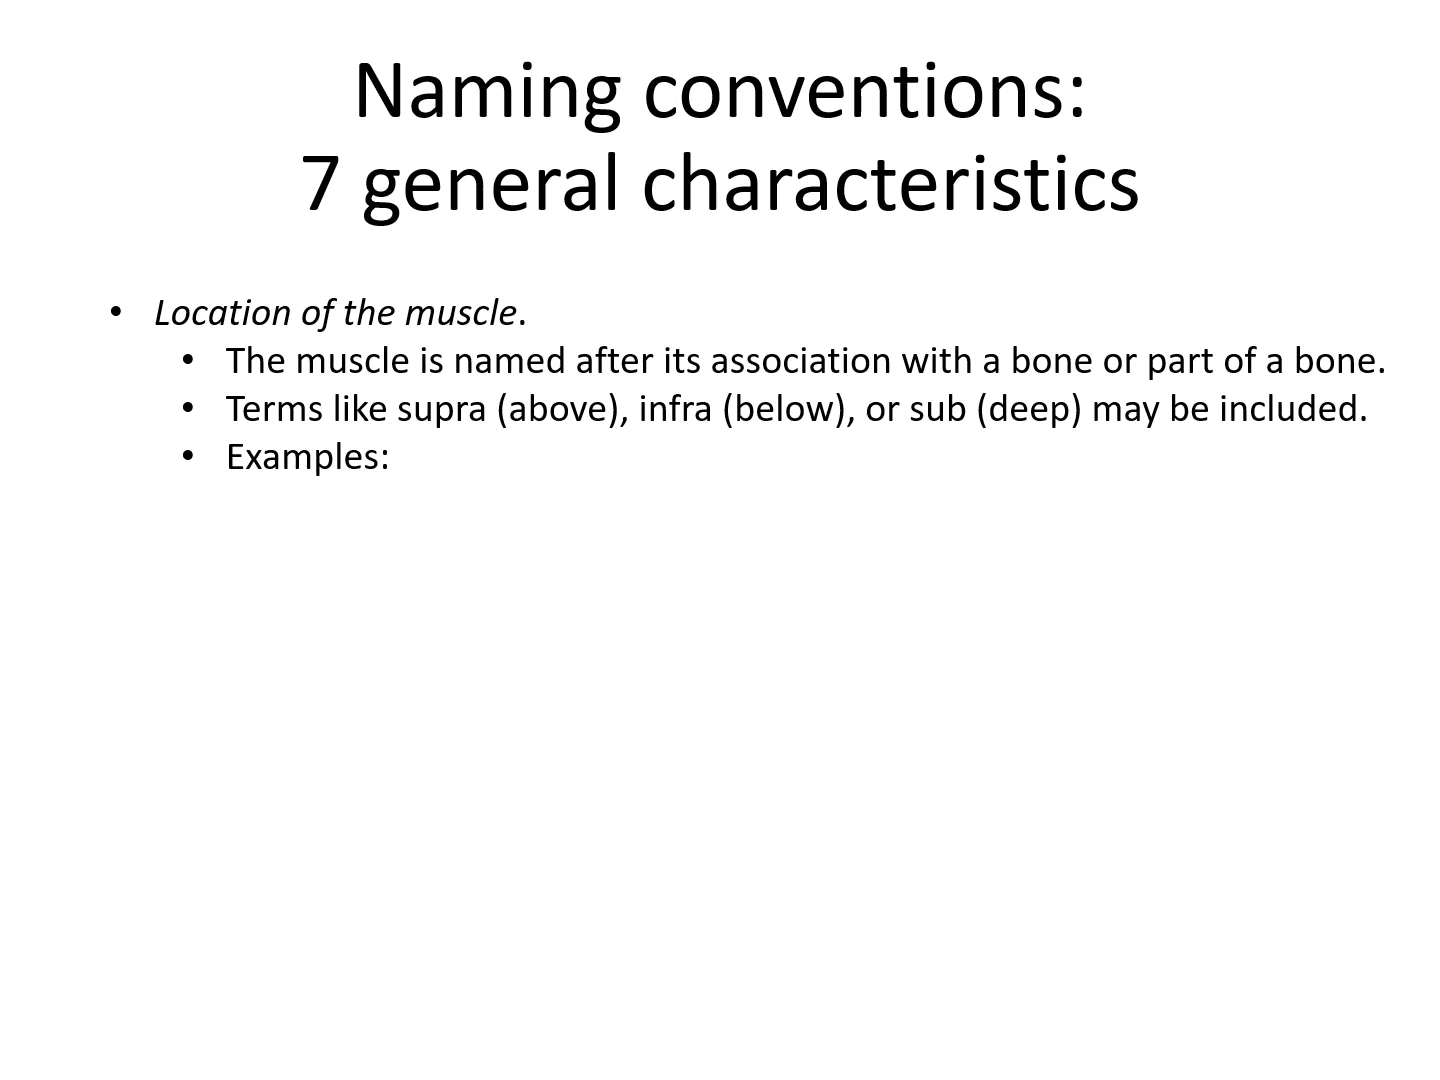 Naming conventions:
7 general characteristics
• Location of the muscle.
• The muscle is named after its association with a bone or part of a bone.
• Terms like supra (above), infra (below), or sub (deep) may be included.
• Examples: